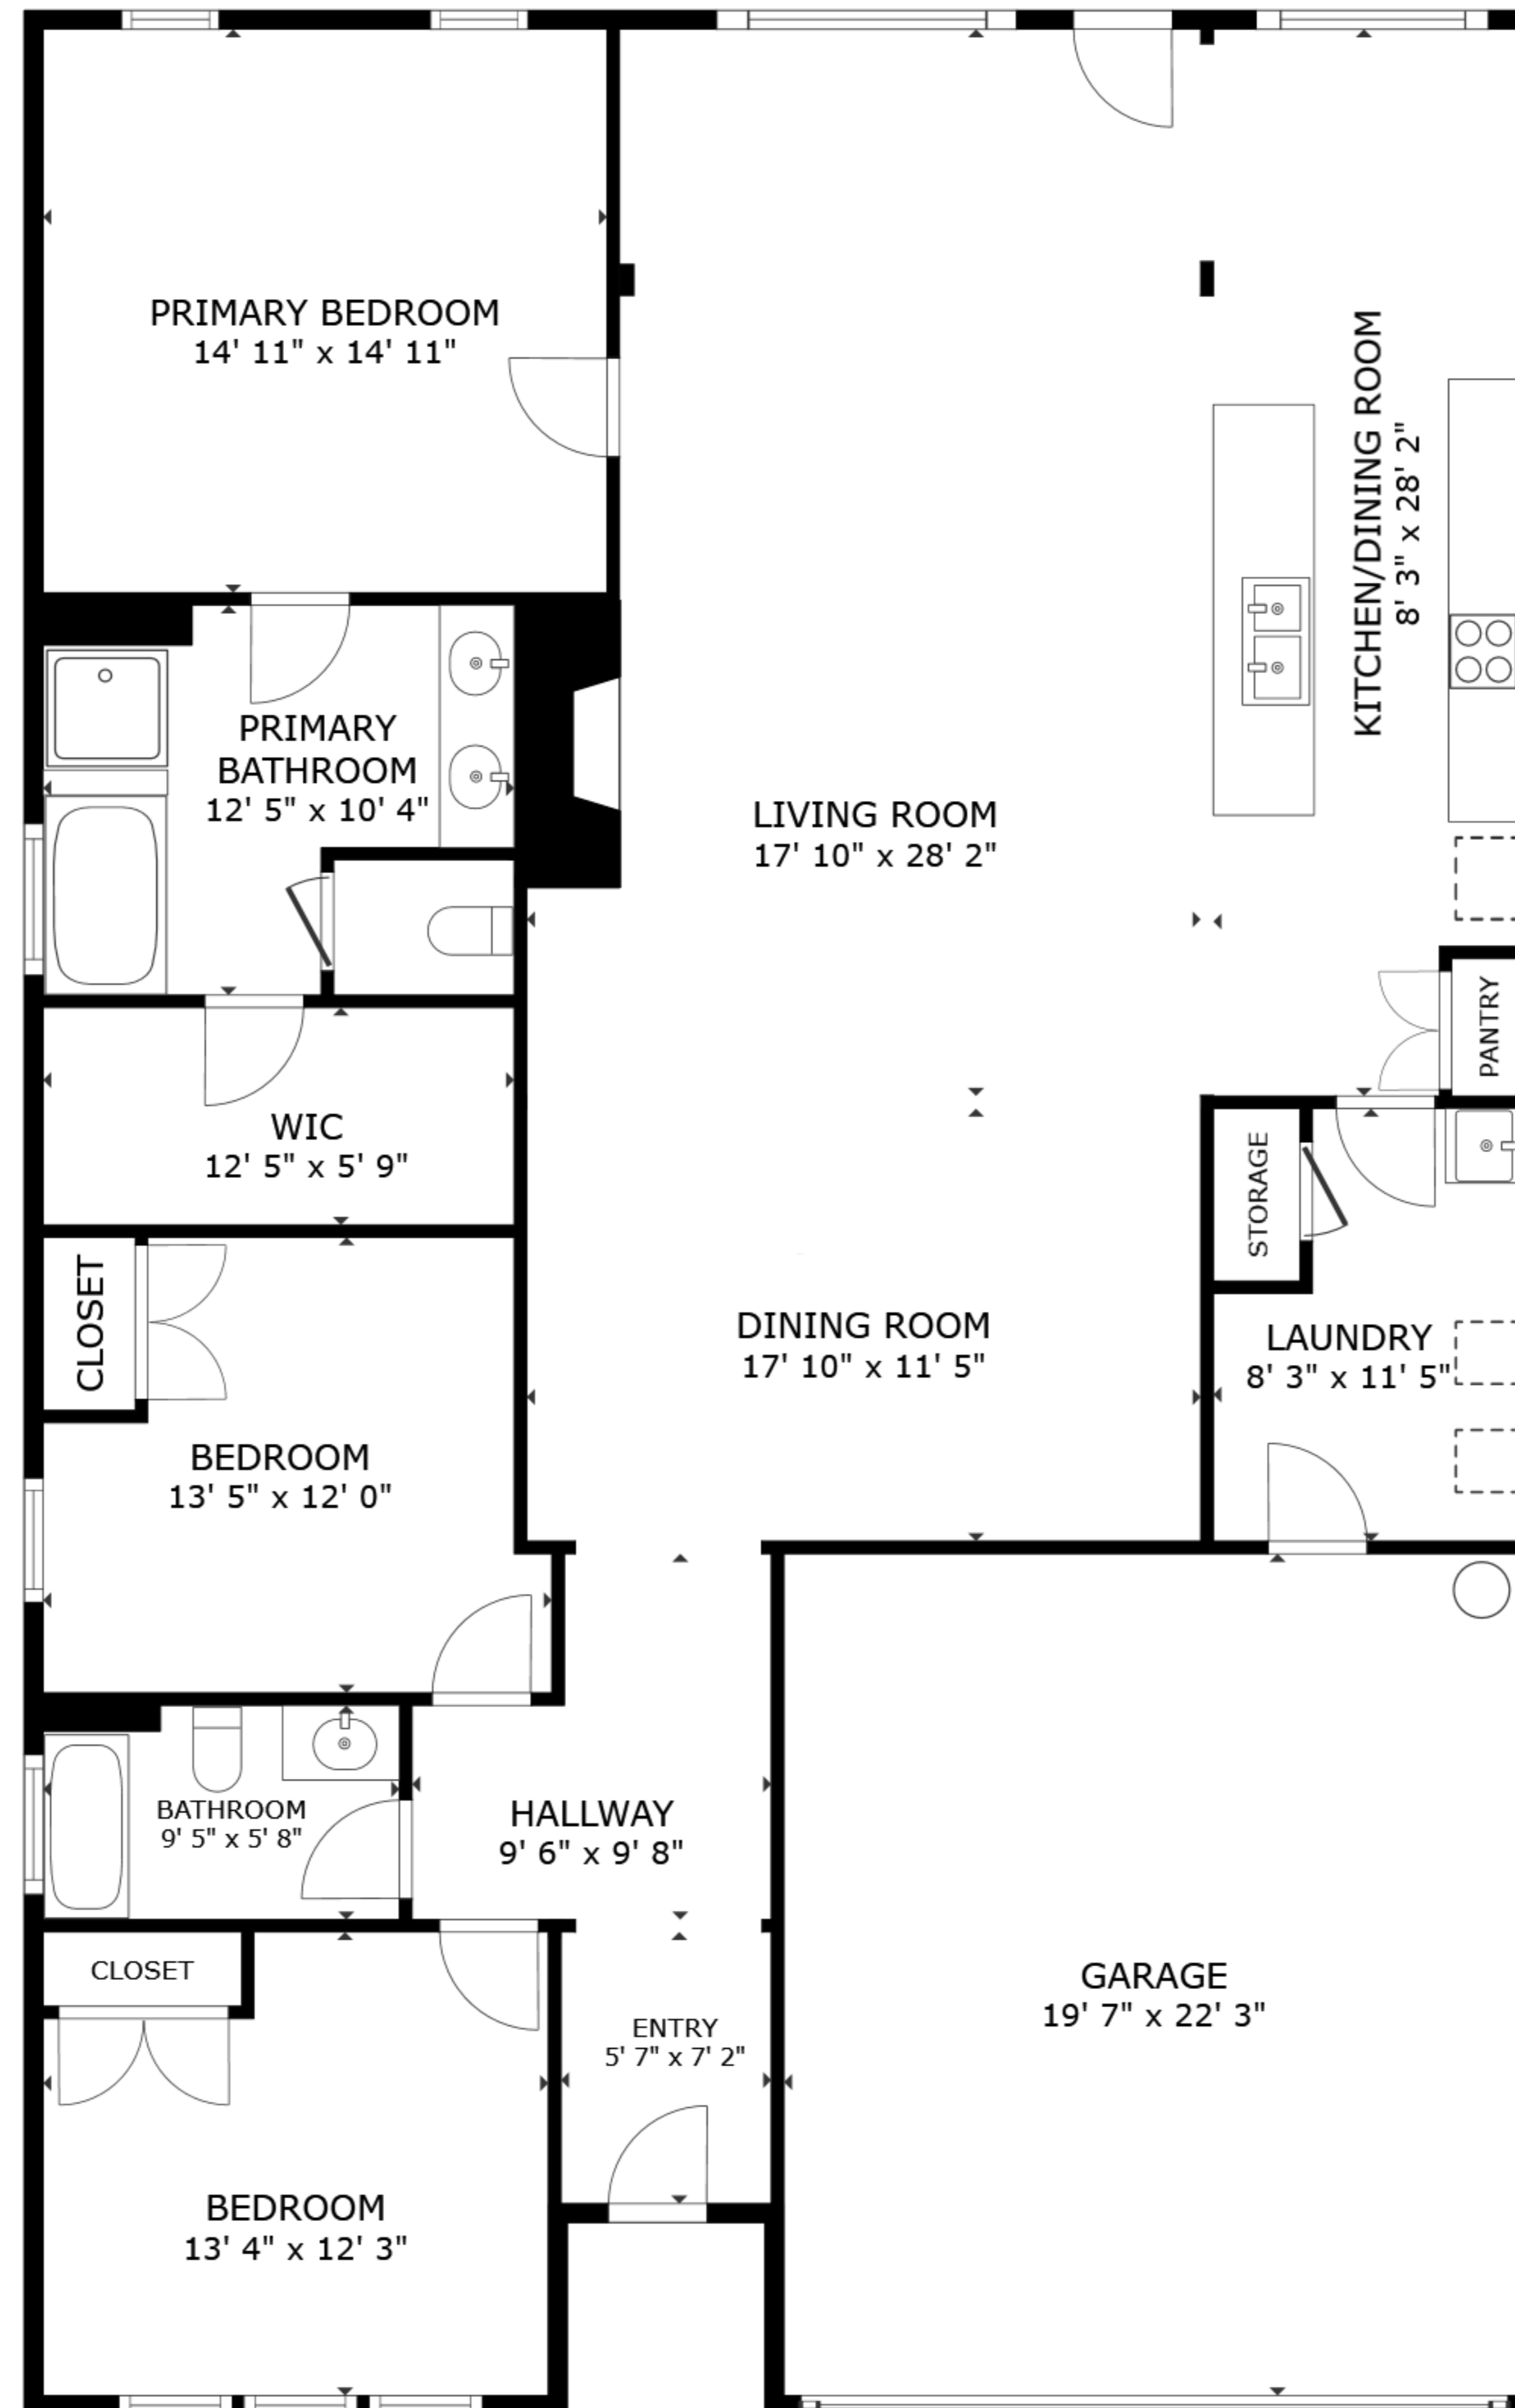 PRIMARY BEDROOM
14' 11" x 14' 11"
KITCHEN/DINING ROOM
8' 3" x 28' 2"
PRIMARY
BATHROOM
12' 5" x 10' 4"
LIVING ROOM
17' 10" x 28' 2"
PANTRY
WIC
12' 5" x 5' 9"
STORAGE
CLOSET
DINING ROOM
17' 10" x 11' 5"
LAUNDRY
8' 3" x 11' 5"
BEDROOM
13' 5" x 12' 0"
BATHROOM
9' 5" x 5' 8"
HALLWAY
9' 6" x 9' 8"
CLOSET
GARAGE
19' 7" x 22' 3"
ENTRY
5' 7" x 7' 2"
BEDROOM
13' 4" x 12' 3"